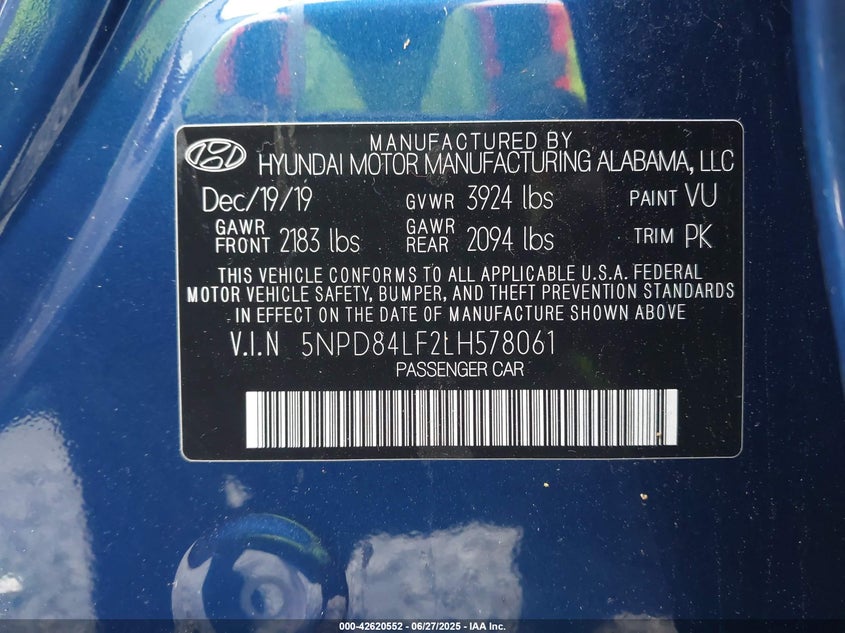 MANUFACTURED BY
HYUNDAI MOTOR MANUFACTURING ALABAMA, LLC
Dec/19/19 GVWR 3924 lbs PAINT VU
GAWR FRONT 2183 lbs GAWR REAR 2094 lbs TRIM PK
THIS VEHICLE CONFORMS TO ALL APPLICABLE U.S.A. FEDERAL
MOTOR VEHICLE SAFETY, BUMPER, AND THEFT PREVENTION STANDARDS
IN EFFECT ON THE DATE OF MANUFACTURE SHOWN ABOVE.
V.I.N 5NPD84LF2LH578061
PASSENGER CAR
000-42620552 - 06/27/2025 - IAA Inc.